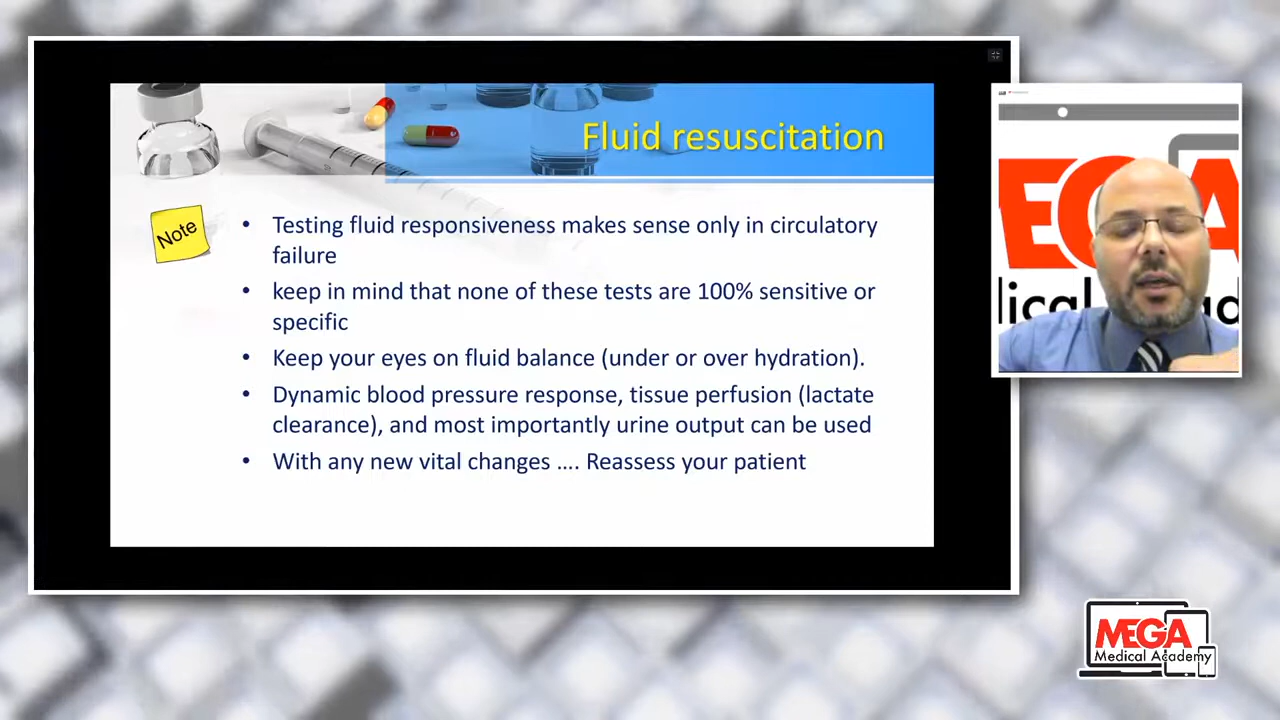 Fluid resuscitation
Note
• Testing fluid responsiveness makes sense only in circulatory
failure
• keep in mind that none of these tests are 100% sensitive or
specific
• Keep your eyes on fluid balance (under or over hydration).
• Dynamic blood pressure response, tissue perfusion (lactate
clearance), and most importantly urine output can be used
• With any new vital changes .... Reassess your patient
MEGA
Medical Academy